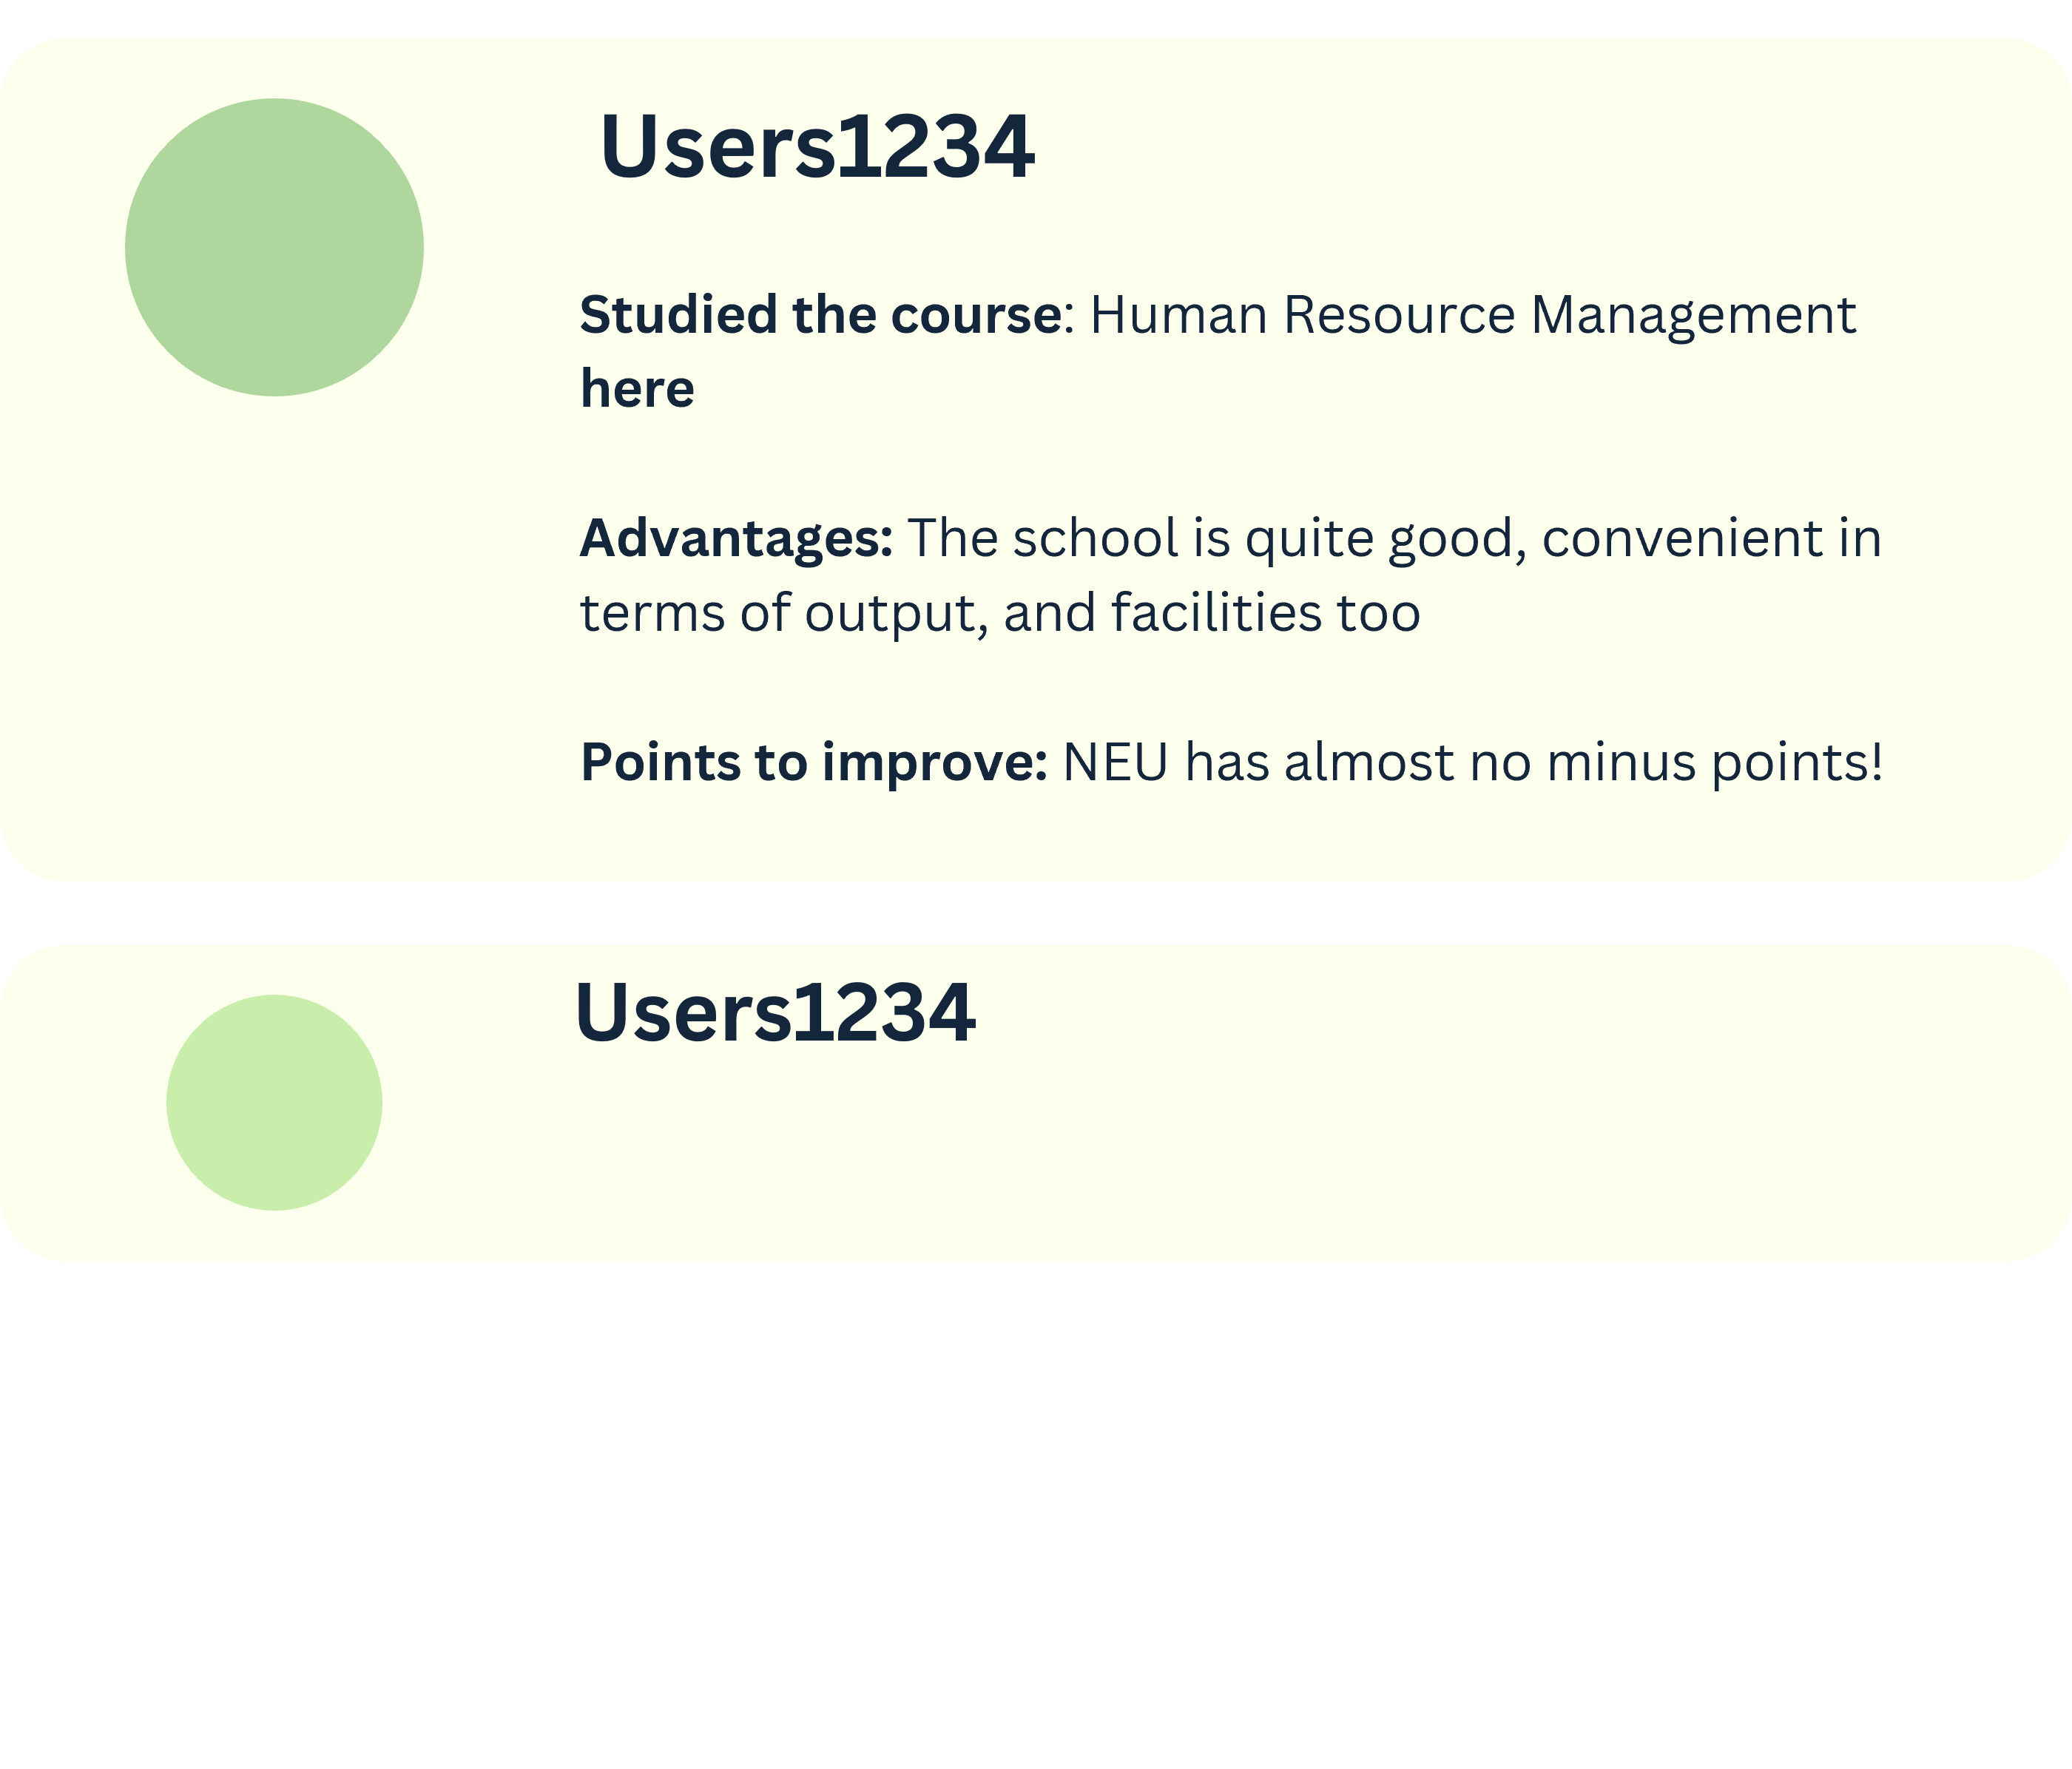 Users1234
Studied the course: Human Resource Management
here
Advantages: The school is quite good, convenient in
terms of output, and facilities too
Points to improve: NEU has almost no minus points!
Users1234